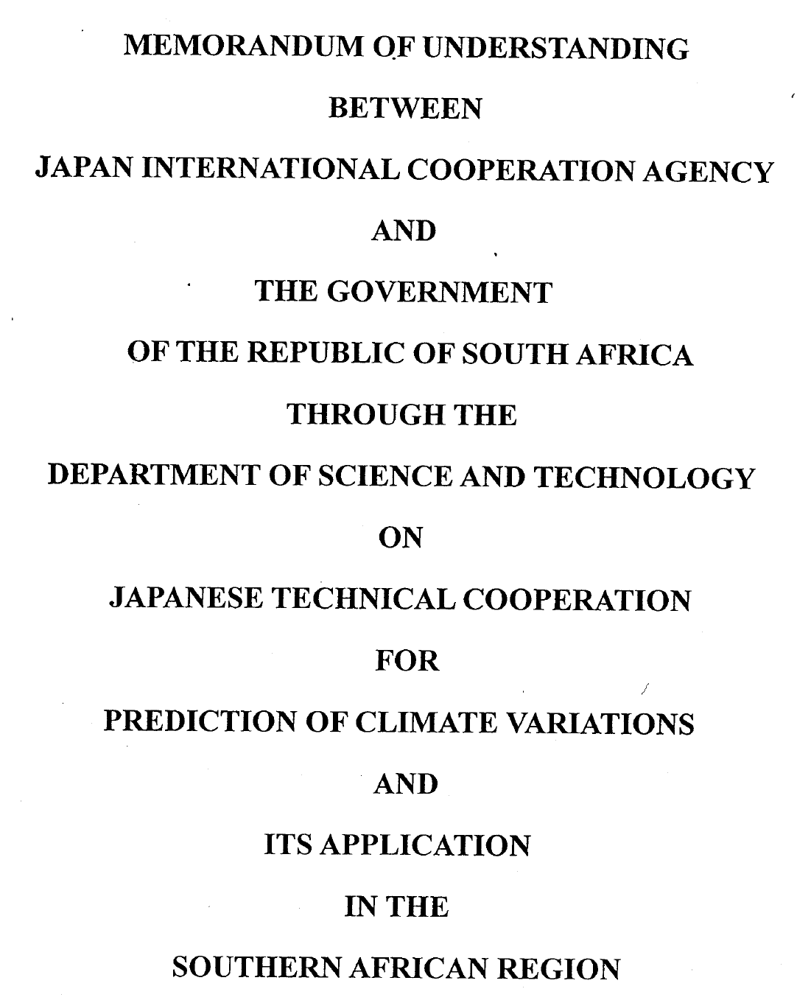 MEMORANDUM OF UNDERSTANDING
BETWEEN
JAPAN INTERNATIONAL COOPERATION AGENCY
AND
THE GOVERNMENT
OF THE REPUBLIC OF SOUTH AFRICA
THROUGH THE
DEPARTMENT OF SCIENCE AND TECHNOLOGY
ON
JAPANESE TECHNICAL COOPERATION
FOR
PREDICTION OF CLIMATE VARIATIONS
AND
ITS APPLICATION
IN THE
SOUTHERN AFRICAN REGION